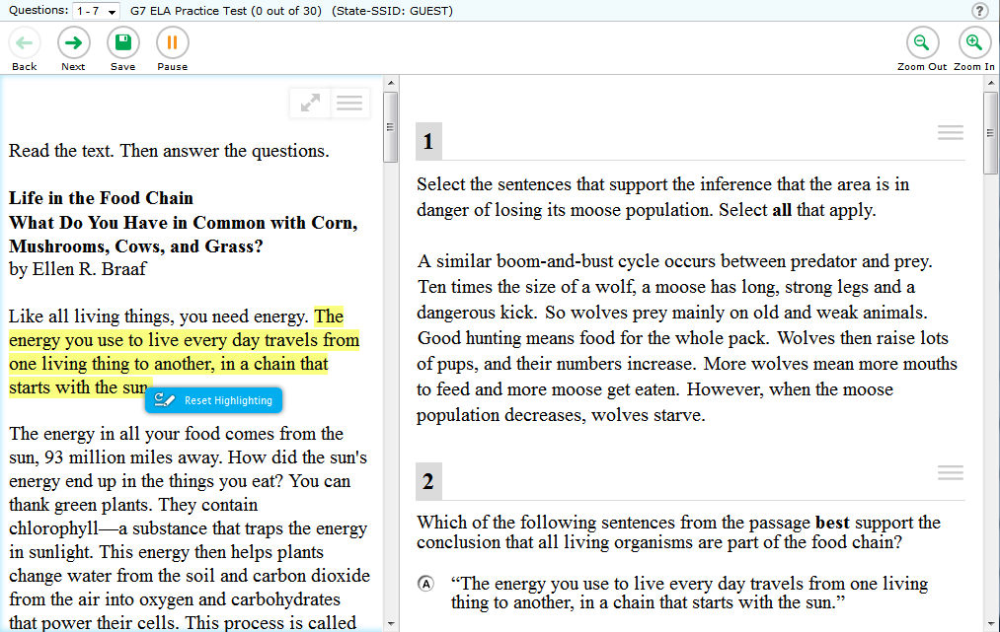 Questions: 1 - 7 G7 ELA Practice Test (0 out of 30) (State-SSID: GUEST) ?
Back Next Save Pause Zoom Out Zoom In
Read the text. Then answer the questions.
Life in the Food Chain
What Do You Have in Common with Corn,
Mushrooms, Cows, and Grass?
by Ellen R. Braaf
Like all living things, you need energy. The
energy you use to live every day travels from
one living thing to another, in a chain that
starts with the sun
Reset Highlighting
The energy in all your food comes from the
sun, 93 million miles away. How did the sun's
energy end up in the things you eat? You can
thank green plants. They contain
chlorophyll—a substance that traps the energy
in sunlight. This energy then helps plants
change water from the soil and carbon dioxide
from the air into oxygen and carbohydrates
that power their cells. This process is called
1
Select the sentences that support the inference that the area is in
danger of losing its moose population. Select all that apply.
A similar boom-and-bust cycle occurs between predator and prey.
Ten times the size of a wolf, a moose has long, strong legs and a
dangerous kick. So wolves prey mainly on old and weak animals.
Good hunting means food for the whole pack. Wolves then raise lots
of pups, and their numbers increase. More wolves mean more mouths
to feed and more moose get eaten. However, when the moose
population decreases, wolves starve.
2
Which of the following sentences from the passage best support the
conclusion that all living organisms are part of the food chain?
A “The energy you use to live every day travels from one living
thing to another, in a chain that starts with the sun.”